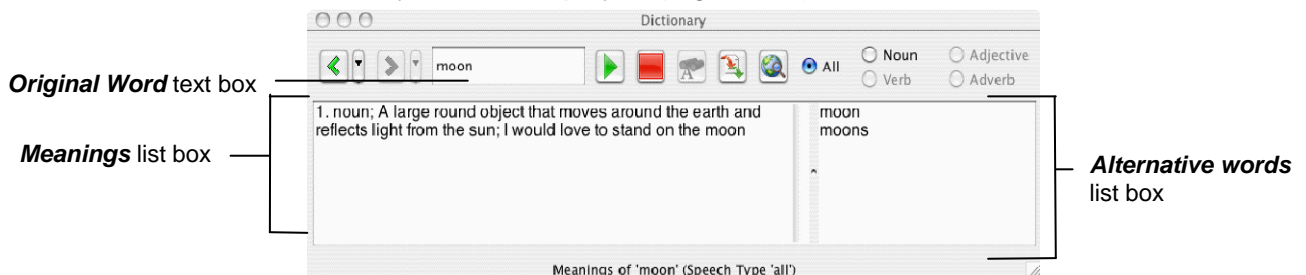 Dictionary
moon
All
Noun
Adjective
Verb
Adverb
Original Word text box
1. noun; A large round object that moves around the earth and
reflects light from the sun; I would love to stand on the moon
moon
moons
Meanings list box
Alternative words
list box
Meanings of 'moon' (Speech Type 'all')